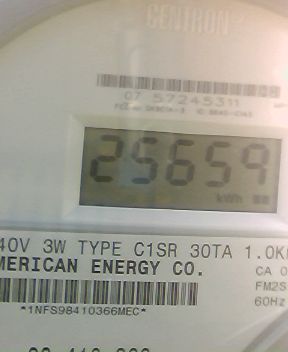 CENTRON
07 57245311
25659
kWh
40V 3W TYPE C1SR 30TA 1.0K
MERICAN ENERGY CO.
CA 0
FM2S
60Hz
*1NFS98410366MEC*